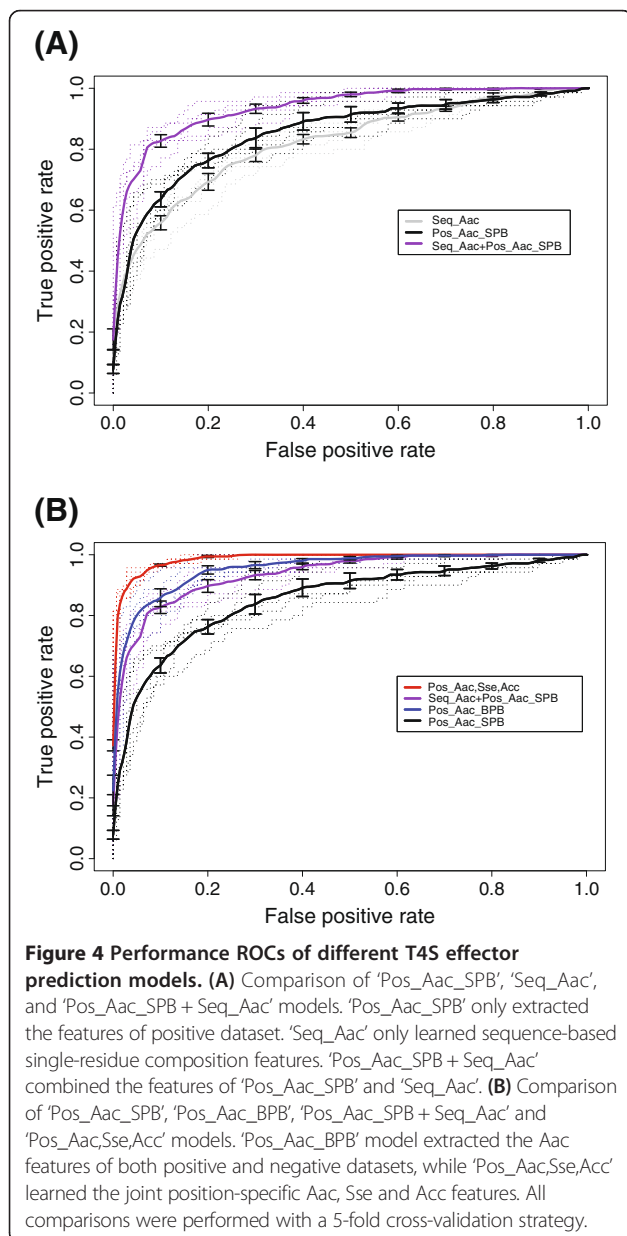 (A)
True positive rate
1.0
0.8
0.6
0.4
0.2
0.0
Seq_Aac
Pos_Aac_SPB
Seq_Aac+Pos_Aac_SPB
0.0 0.2 0.4 0.6 0.8 1.0
False positive rate
(B)
True positive rate
1.0
0.8
0.6
0.4
0.2
0.0
Pos_Aac,Sse,Acc
Seq_Aac+Pos_Aac_SPB
Pos_Aac_BPB
Pos_Aac_SPB
0.0 0.2 0.4 0.6 0.8 1.0
False positive rate
Figure 4 Performance ROCs of different T4S effector
prediction models. (A) Comparison of ‘Pos_Aac_SPB’, ‘Seq_Aac’,
and ‘Pos_Aac_SPB + Seq_Aac’ models. ‘Pos_Aac_SPB’ only extracted
the features of positive dataset. ‘Seq_Aac’ only learned sequence-based
single-residue composition features. ‘Pos_Aac_SPB + Seq_Aac’
combined the features of ‘Pos_Aac_SPB’ and ‘Seq_Aac’. (B) Comparison
of ‘Pos_Aac_SPB’, ‘Pos_Aac_BPB’, ‘Pos_Aac_SPB + Seq_Aac’ and
‘Pos_Aac,Sse,Acc’ models. ‘Pos_Aac_BPB’ model extracted the Aac
features of both positive and negative datasets, while ‘Pos_Aac,Sse,Acc’
learned the joint position-specific Aac, Sse and Acc features. All
comparisons were performed with a 5-fold cross-validation strategy.